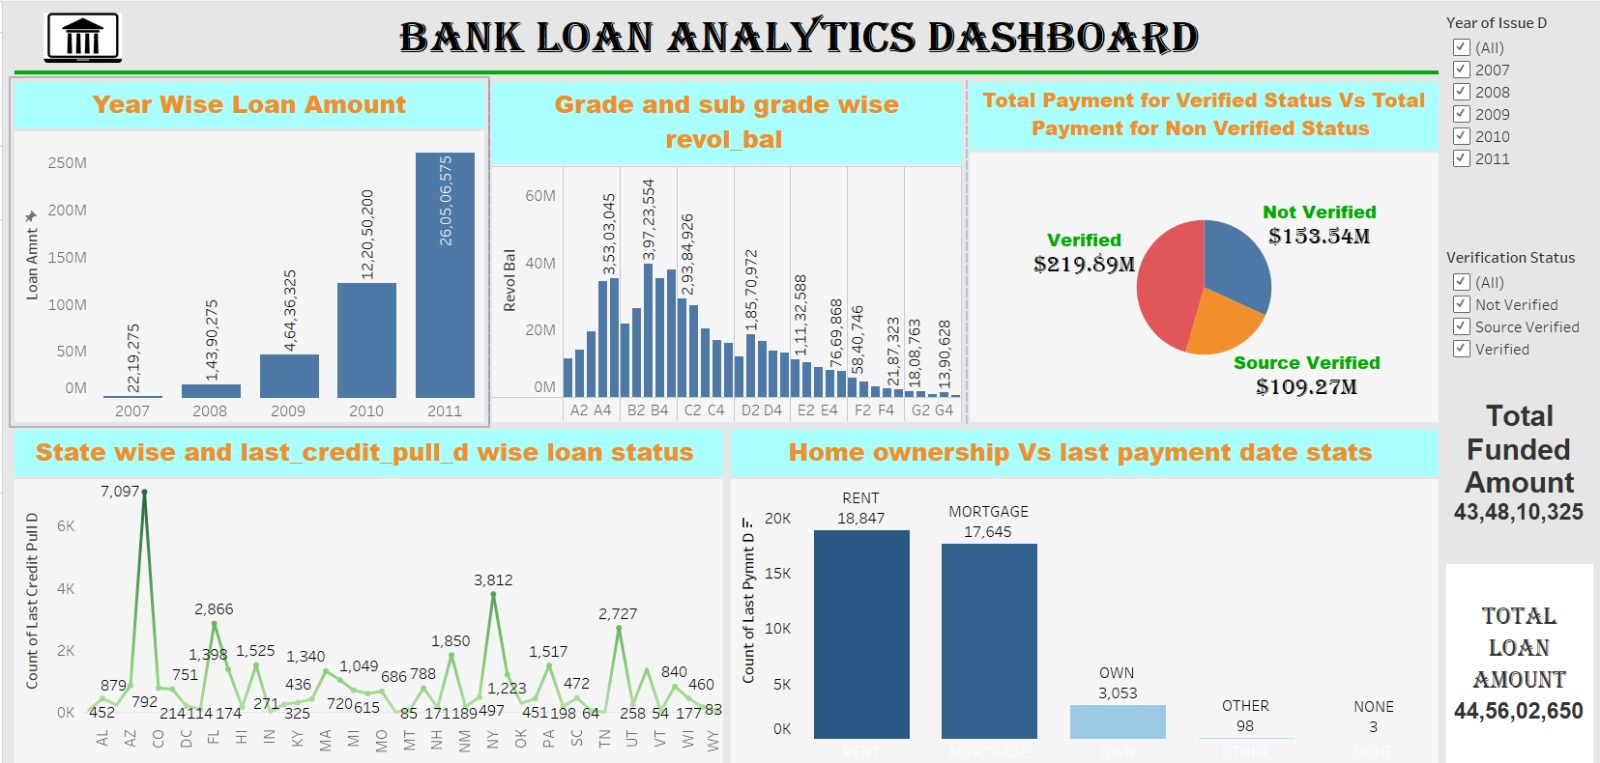 BANK LOAN ANALYTICS DASHBOARD
Year Wise Loan Amount
Loan Amnt
250M
200M
150M
100M
50M
0M
22,19,275
1,43,90,275
4,64,36,325
12,20,50,200
26,05,06,575
2007
2008
2009
2010
2011
Grade and sub grade wise
revol_bal
Revol Bal
60M
40M
20M
0M
3,53,03,045
3,97,23,554
2,93,84,926
1,85,70,972
1,11,32,588
76,69,868
58,40,746
21,87,323
18,08,763
13,90,628
A2 A4 B2 B4 C2 C4 D2 D4 E2 E4 F2 F4 G2 G4
Total Payment for Verified Status Vs Total
Payment for Non Verified Status
Not Verified
$153.54M
Verified
$219.89M
Source Verified
$109.27M
Year of Issue D
(All)
2007
2008
2009
2010
2011
Verification Status
(All)
Not Verified
Source Verified
Verified
Total
Funded
Amount
43,48,10,325
TOTAL
LOAN
AMOUNT
44,56,02,650
State wise and last_credit_pull_d wise loan status
Count of Last Credit Pull D
6K
4K
2K
0K
7,097
3,812
2,866
2,727
1,850
1,398
1,525
1,340
1,049
1,517
879
751
436
686
788
1,223
472
840
460
452
792
214
114
174
271
325
720
615
85
171
189
497
451
198
64
258
54
177
83
AL AZ CO DC FL HI IN KY MA MI MO MT NH NM NY OK PA SC TN UT VT WI WY
Home ownership Vs last payment date stats
Count of Last Pymnt D
20K
15K
10K
5K
0K
RENT
18,847
MORTGAGE
17,645
OWN
3,053
OTHER
98
NONE
3
RENT
MORTGAGE
OWN
OTHER
NONE